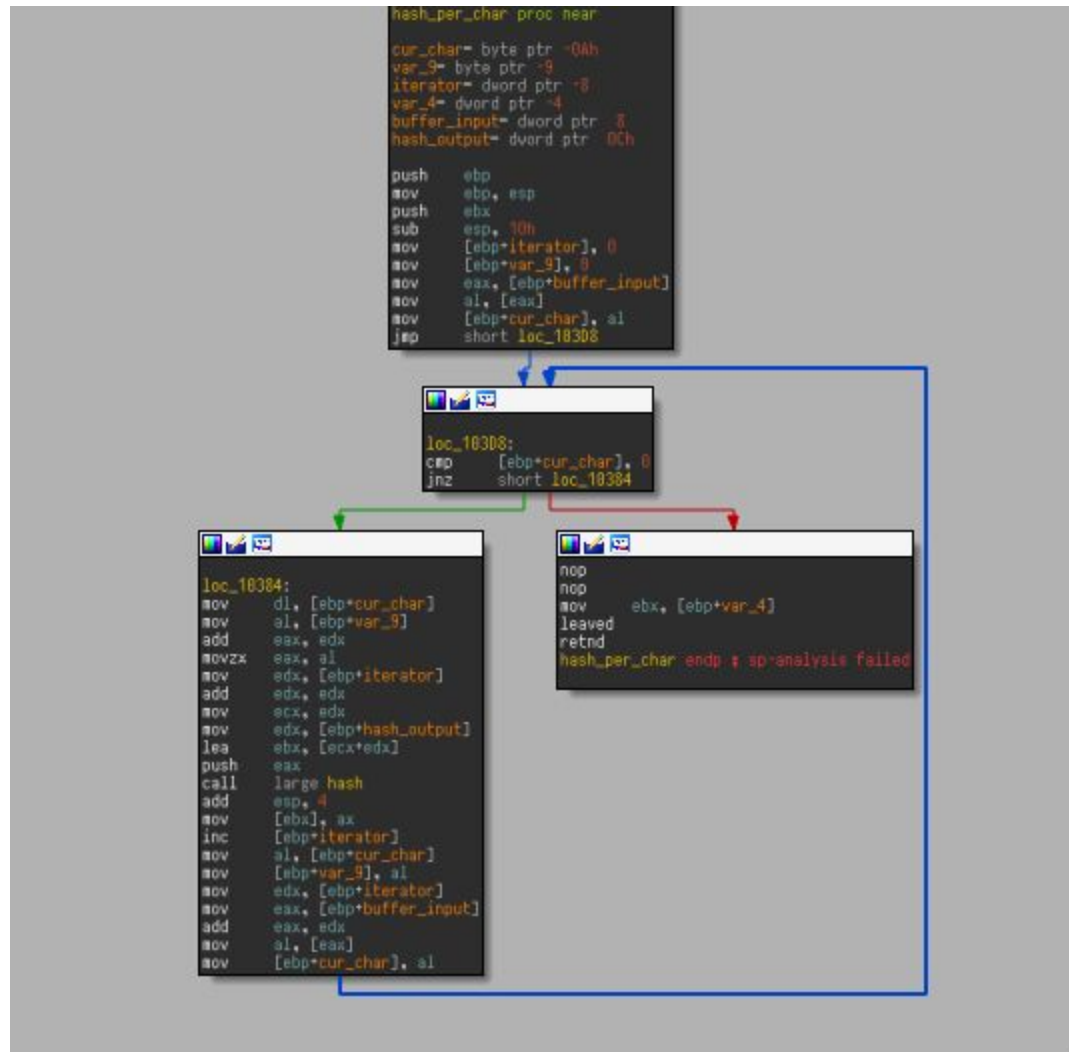 hash_per_char proc near
cur_char= byte ptr -0Ah
var_9= byte ptr -9
iterator= dword ptr -8
var_4= dword ptr -4
buffer_input= dword ptr  8
hash_output= dword ptr  0Ch
push ebp
mov ebp, esp
push ebx
sub esp, 10h
mov [ebp+iterator], 0
mov [ebp+var_9], 0
mov eax, [ebp+buffer_input]
mov al, [eax]
mov [ebp+cur_char], al
jmp short loc_103D8
loc_103D8:
cmp [ebp+cur_char], 0
jnz short loc_10384
loc_10384:
mov dl, [ebp+cur_char]
mov al, [ebp+var_9]
add eax, edx
movzx eax, al
mov edx, [ebp+iterator]
add edx, edx
mov ecx, edx
mov edx, [ebp+hash_output]
lea ebx, [ecx+edx]
push eax
call large hash
add esp, 4
mov [ebx], ax
inc [ebp+iterator]
mov al, [ebp+cur_char]
mov [ebp+var_9], al
mov edx, [ebp+iterator]
mov eax, [ebp+buffer_input]
add eax, edx
mov al, [eax]
mov [ebp+cur_char], al
nop
nop
mov ebx, [ebp+var_4]
leaved
retnd
hash_per_char endp ; sp-analysis failed